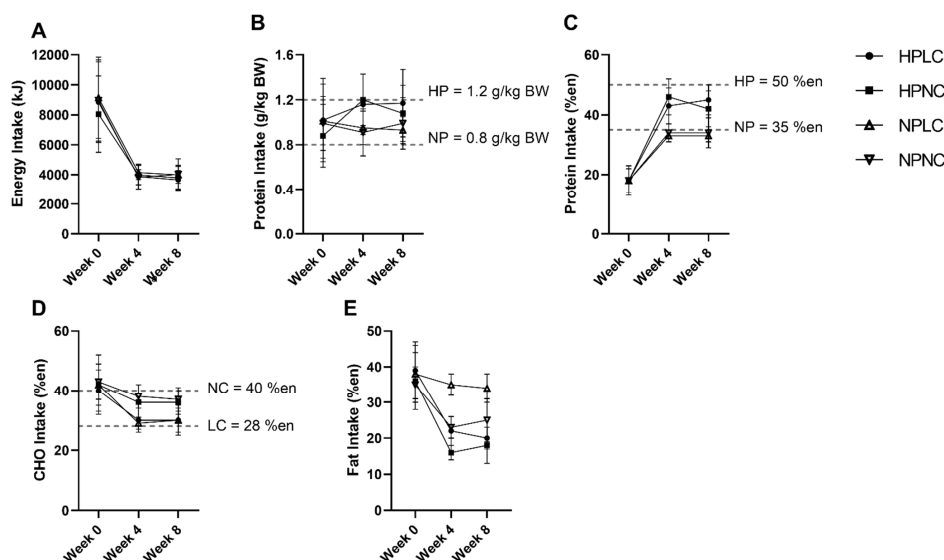 A
Energy Intake (kJ)
12000
10000
8000
6000
4000
2000
0
Week 0
Week 4
Week 8
B
Protein Intake (g/kg BW)
1.6
1.2
0.8
0.4
0.0
HP = 1.2 g/kg BW
NP = 0.8 g/kg BW
Week 0
Week 4
Week 8
C
Protein Intake (%en)
60
40
20
0
HP = 50 %en
NP = 35 %en
Week 0
Week 4
Week 8
HPLC
HPNC
NPLC
NPNC
D
CHO Intake (%en)
60
40
20
0
NC = 40 %en
LC = 28 %en
Week 0
Week 4
Week 8
E
Fat Intake (%en)
50
40
30
20
10
0
Week 0
Week 4
Week 8